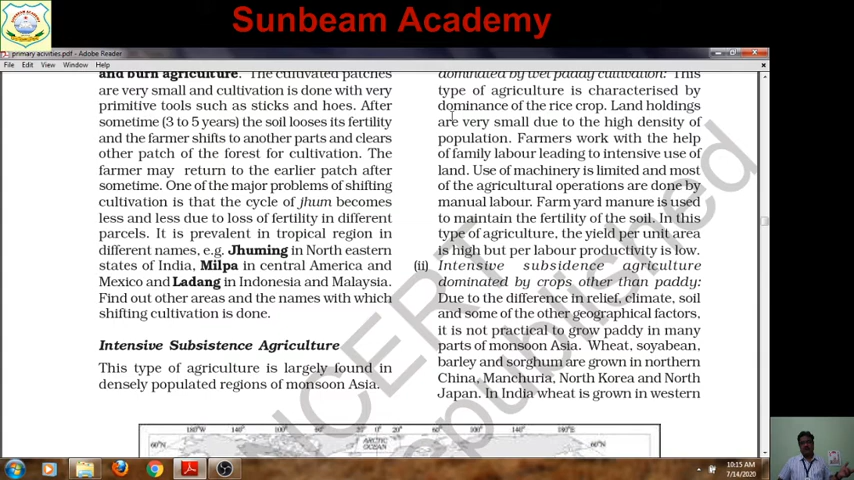 Sunbeam Academy
primary acivities.pdf - Adobe Reader
File Edit View Window Help
and burn agriculture. The cultivated patches
are very small and cultivation is done with very
primitive tools such as sticks and hoes. After
sometime (3 to 5 years) the soil looses its fertility
and the farmer shifts to another parts and clears
other patch of the forest for cultivation. The
farmer may return to the earlier patch after
sometime. One of the major problems of shifting
cultivation is that the cycle of jhum becomes
less and less due to loss of fertility in different
parcels. It is prevalent in tropical region in
different names, e.g. Jhuming in North eastern
states of India, Milpa in central America and
Mexico and Ladang in Indonesia and Malaysia.
Find out other areas and the names with which
shifting cultivation is done.
Intensive Subsistence Agriculture
This type of agriculture is largely found in
densely populated regions of monsoon Asia.
dominated by wet paddy cultivation: This
type of agriculture is characterised by
dominance of the rice crop. Land holdings
are very small due to the high density of
population. Farmers work with the help
of family labour leading to intensive use of
land. Use of machinery is limited and most
of the agricultural operations are done by
manual labour. Farm yard manure is used
to maintain the fertility of the soil. In this
type of agriculture, the yield per unit area
is high but per labour productivity is low.
(ii) Intensive subsidence agriculture
dominated by crops other than paddy:
Due to the difference in relief, climate, soil
and some of the other geographical factors,
it is not practical to grow paddy in many
parts of monsoon Asia. Wheat, soyabean,
barley and sorghum are grown in northern
China, Manchuria, North Korea and North
Japan. In India wheat is grown in western
NCERT
republished
60°N
ARCTIC
OCEAN
60°N
10:15 AM
7/14/2020